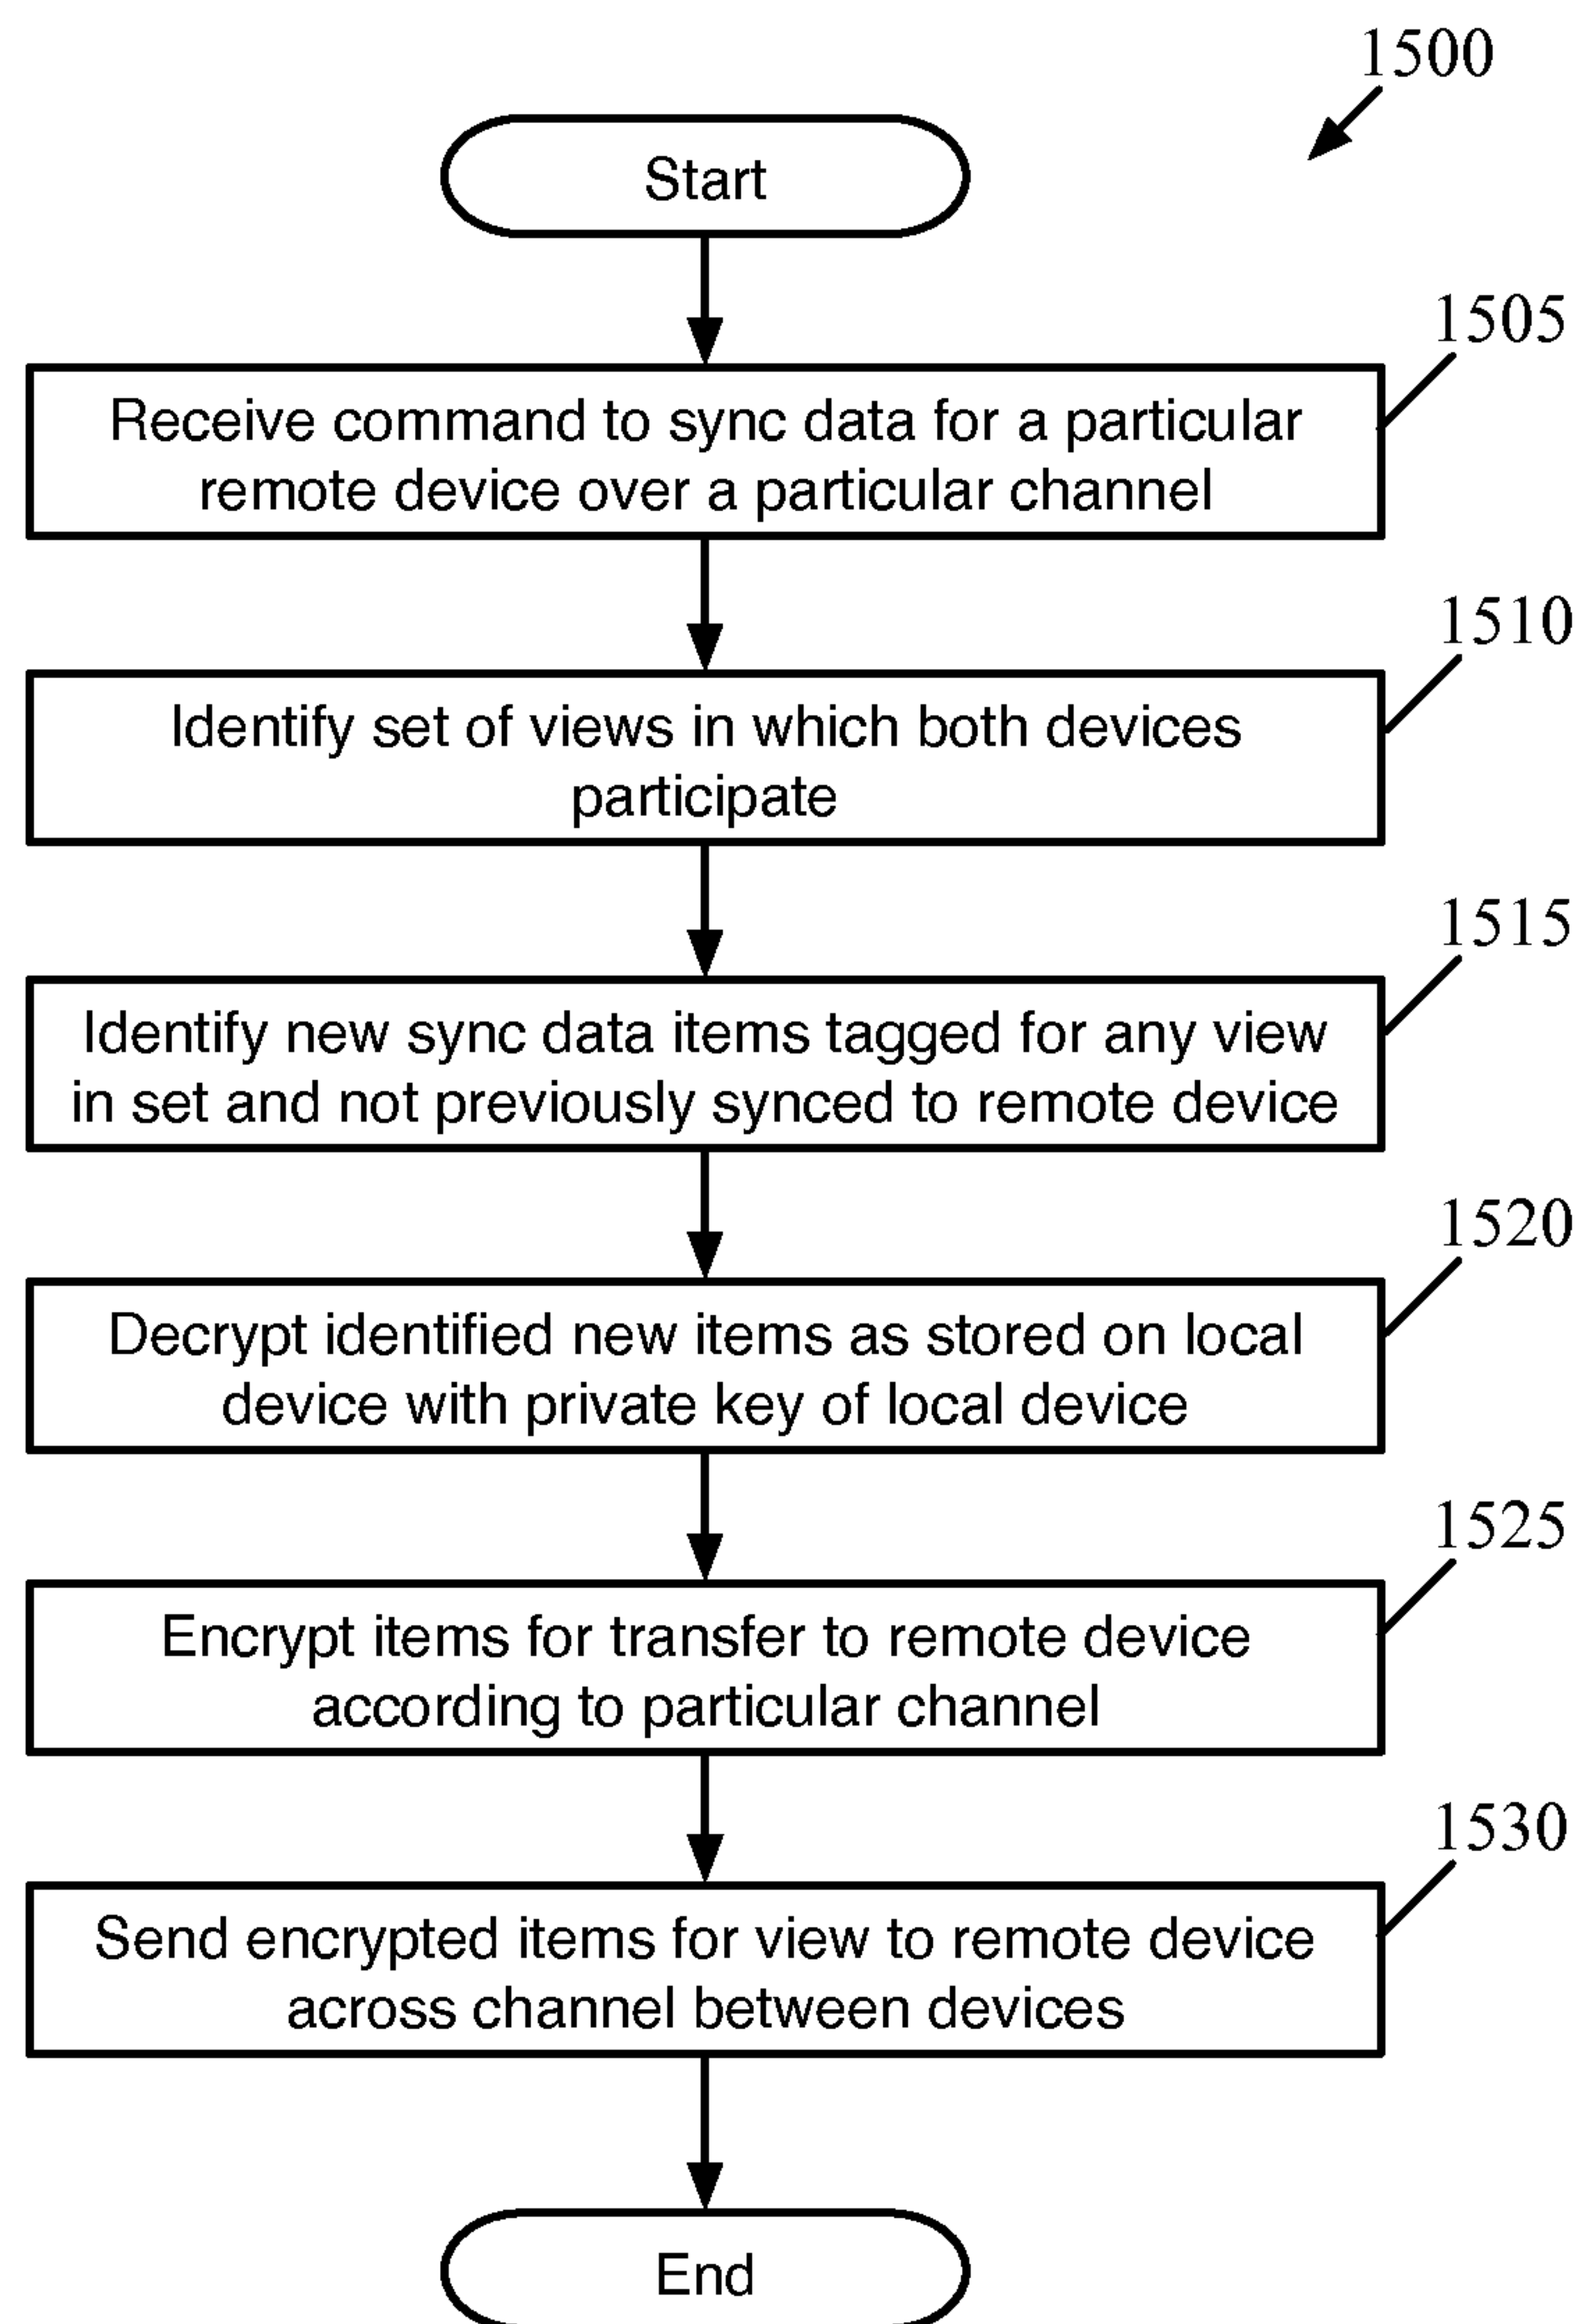 1500
Start
1505
Receive command to sync data for a particular
remote device over a particular channel
1510
Identify set of views in which both devices
participate
1515
Identify new sync data items tagged for any view
in set and not previously synced to remote device
1520
Decrypt identified new items as stored on local
device with private key of local device
1525
Encrypt items for transfer to remote device
according to particular channel
1530
Send encrypted items for view to remote device
across channel between devices
End